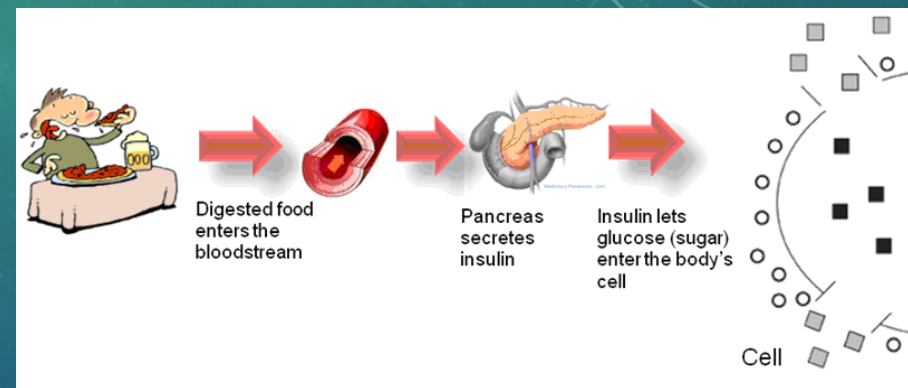 Digested food
enters the
bloodstream
Pancreas
secretes
insulin
Insulin lets
glucose (sugar)
enter the body's
cell
Cell